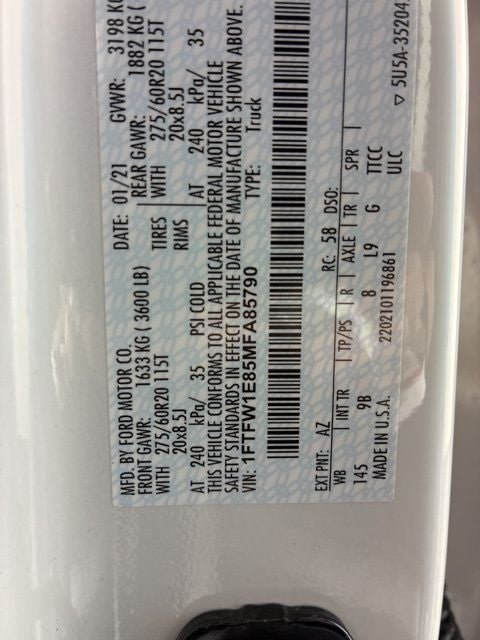 MFD. BY FORD MOTOR CO.
DATE: 01/21 GVWR: 3198 KG
FRONT GAWR: 1633 KG ( 3600 LB) REAR GAWR: 1882 KG (
WITH 275/60R20 115T TIRES WITH 275/60R20 115T
20x8.5J RIMS 20x8.5J
AT 240 kPa/ 35 PSI COLD AT 240 kPa/ 35
THIS VEHICLE CONFORMS TO ALL APPLICABLE FEDERAL MOTOR VEHICLE
SAFETY STANDARDS IN EFFECT ON THE DATE OF MANUFACTURE SHOWN ABOVE.
VIN: 1FTFW1E85MFA85790 TYPE: Truck
EXT PNT: AZ RC: 58 DSO:
WB INT TR TP/PS R AXLE TR SPR
145 9B 8 L9 G TTCC
MADE IN U.S.A. 2202101196861 ULC
▽ 5U5A-35204